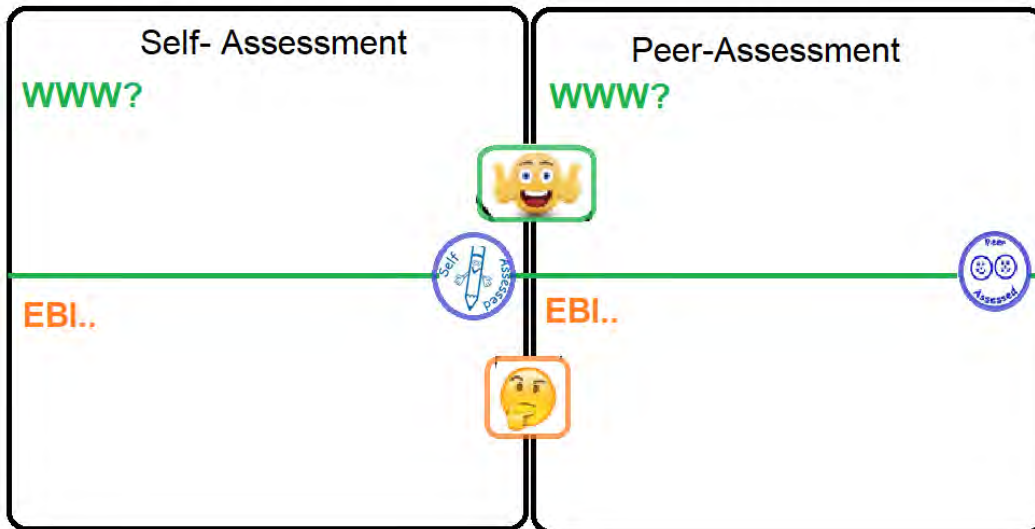 Self- Assessment
WWW?
Self
Assessed
EBI..
Peer-Assessment
WWW?
Peer
Assessed
EBI..